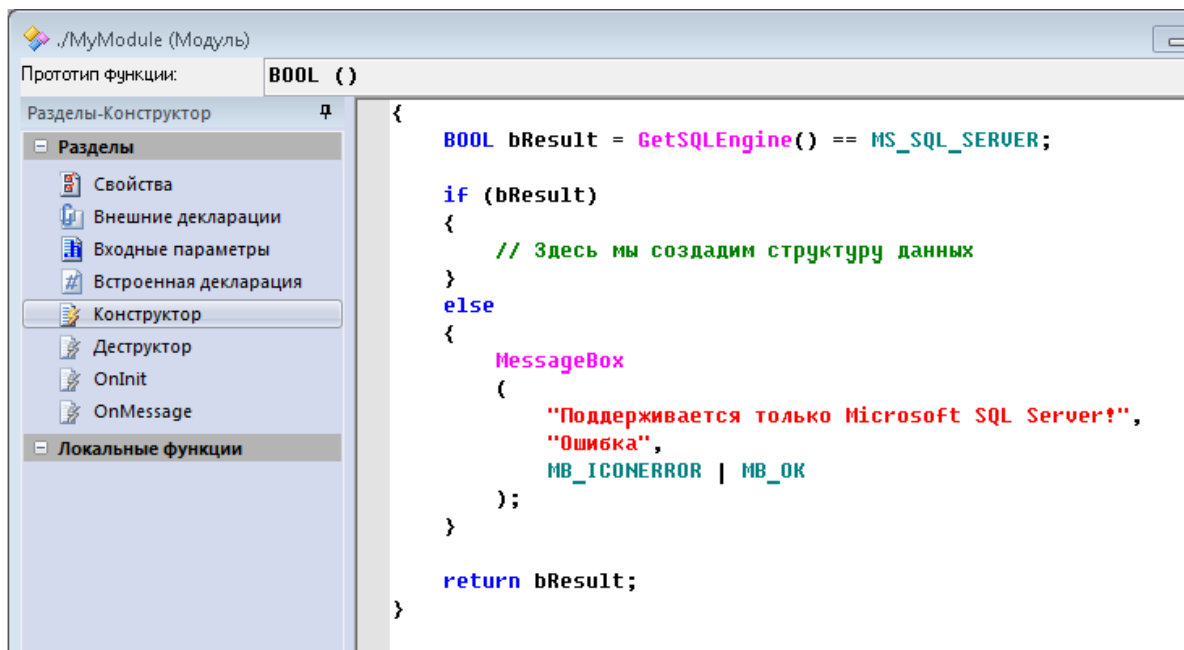 ./MyModule (Модуль)
Прототип функции: BOOL ()
Разделы-Конструктор
Разделы
Свойства
Внешние декларации
Входные параметры
Встроенная декларация
Конструктор
Деструктор
OnInit
OnMessage
Локальные функции
{
BOOL bResult = GetSQLEngine() == MS_SQL_SERVER;
if (bResult)
{
// Здесь мы создадим структуру данных
}
else
{
MessageBox
(
"Поддерживается только Microsoft SQL Server!",
"Ошибка",
MB_ICONERROR | MB_OK
);
}
return bResult;
}